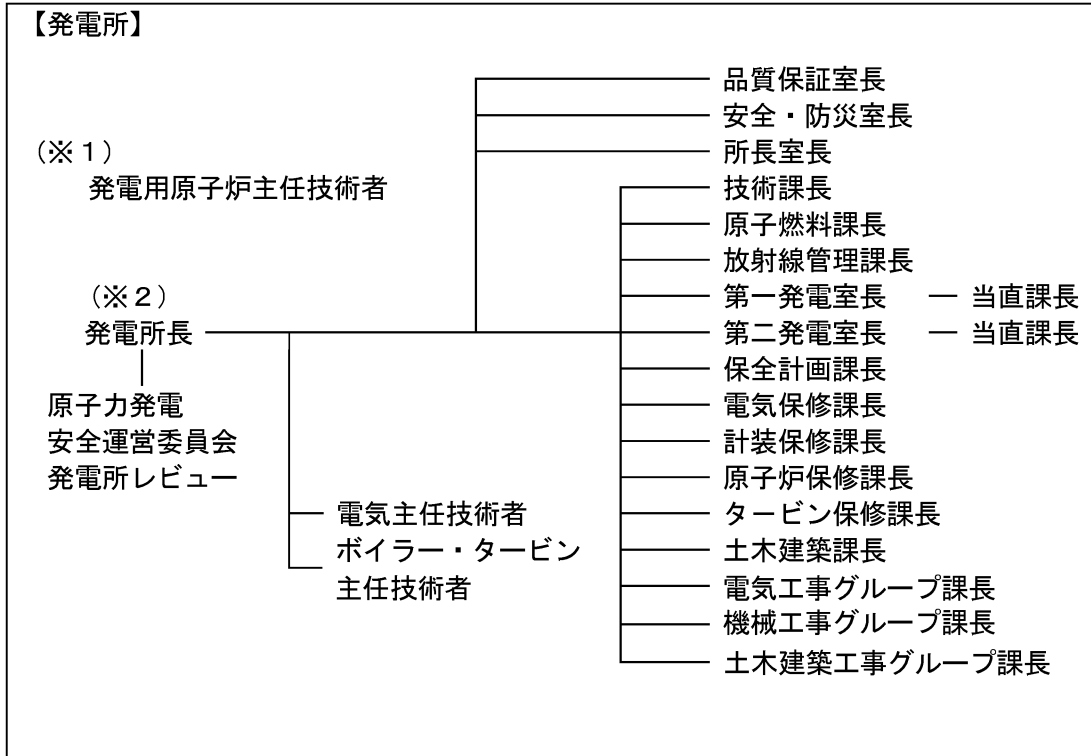 【発電所】
品質保証室長
安全・防災室長
(※1)
所長室長
発電用原子炉主任技術者
技術課長
原子燃料課長
放射線管理課長
(※2)
第一発電室長 当直課長
発電所長
第二発電室長 当直課長
保全計画課長
原子力発電
安全運営委員会
発電所レビュー
電気保修課長
計装保修課長
原子炉保修課長
電気主任技術者
ボイラー・タービン
主任技術者
タービン保修課長
土木建築課長
電気工事グループ課長
機械工事グループ課長
土木建築工事グループ課長